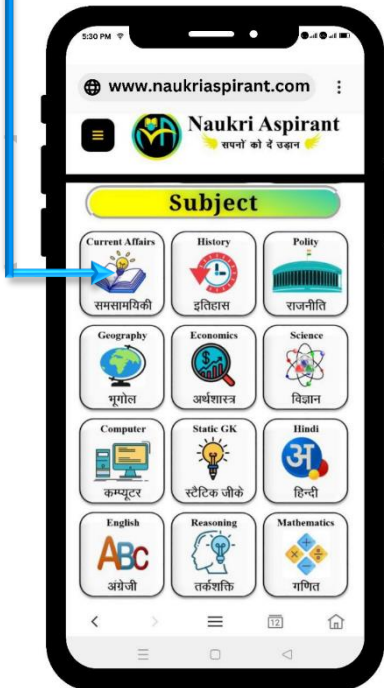 5:30 PM
www.naukriaspirant.com
Naukri Aspirant
सपनों को दें उड़ान
Subject
Current Affairs
समसामयिकी
History
इतिहास
Polity
राजनीति
Geography
भूगोल
Economics
अर्थशास्त्र
Science
विज्ञान
Computer
कम्प्यूटर
Static GK
स्टैटिक जीके
Hindi
अ
हिन्दी
English
ABC
अंग्रेजी
Reasoning
तर्कशक्ति
Mathematics
गणित
12